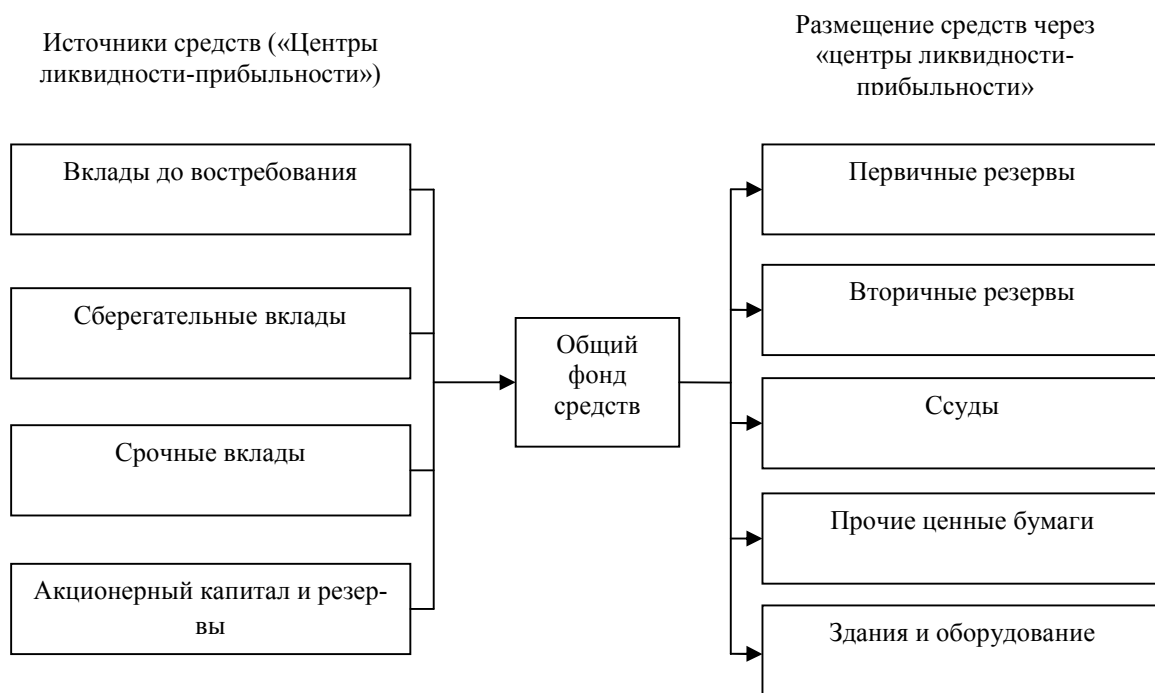 Источники средств («Центры
ликвидности-прибыльности»)
Размещение средств через
«центры ликвидности-
прибыльности»
Вклады до востребования
Сберегательные вклады
Срочные вклады
Акционерный капитал и резер-
вы
Общий
фонд
средств
Первичные резервы
Вторичные резервы
Ссуды
Прочие ценные бумаги
Здания и оборудование